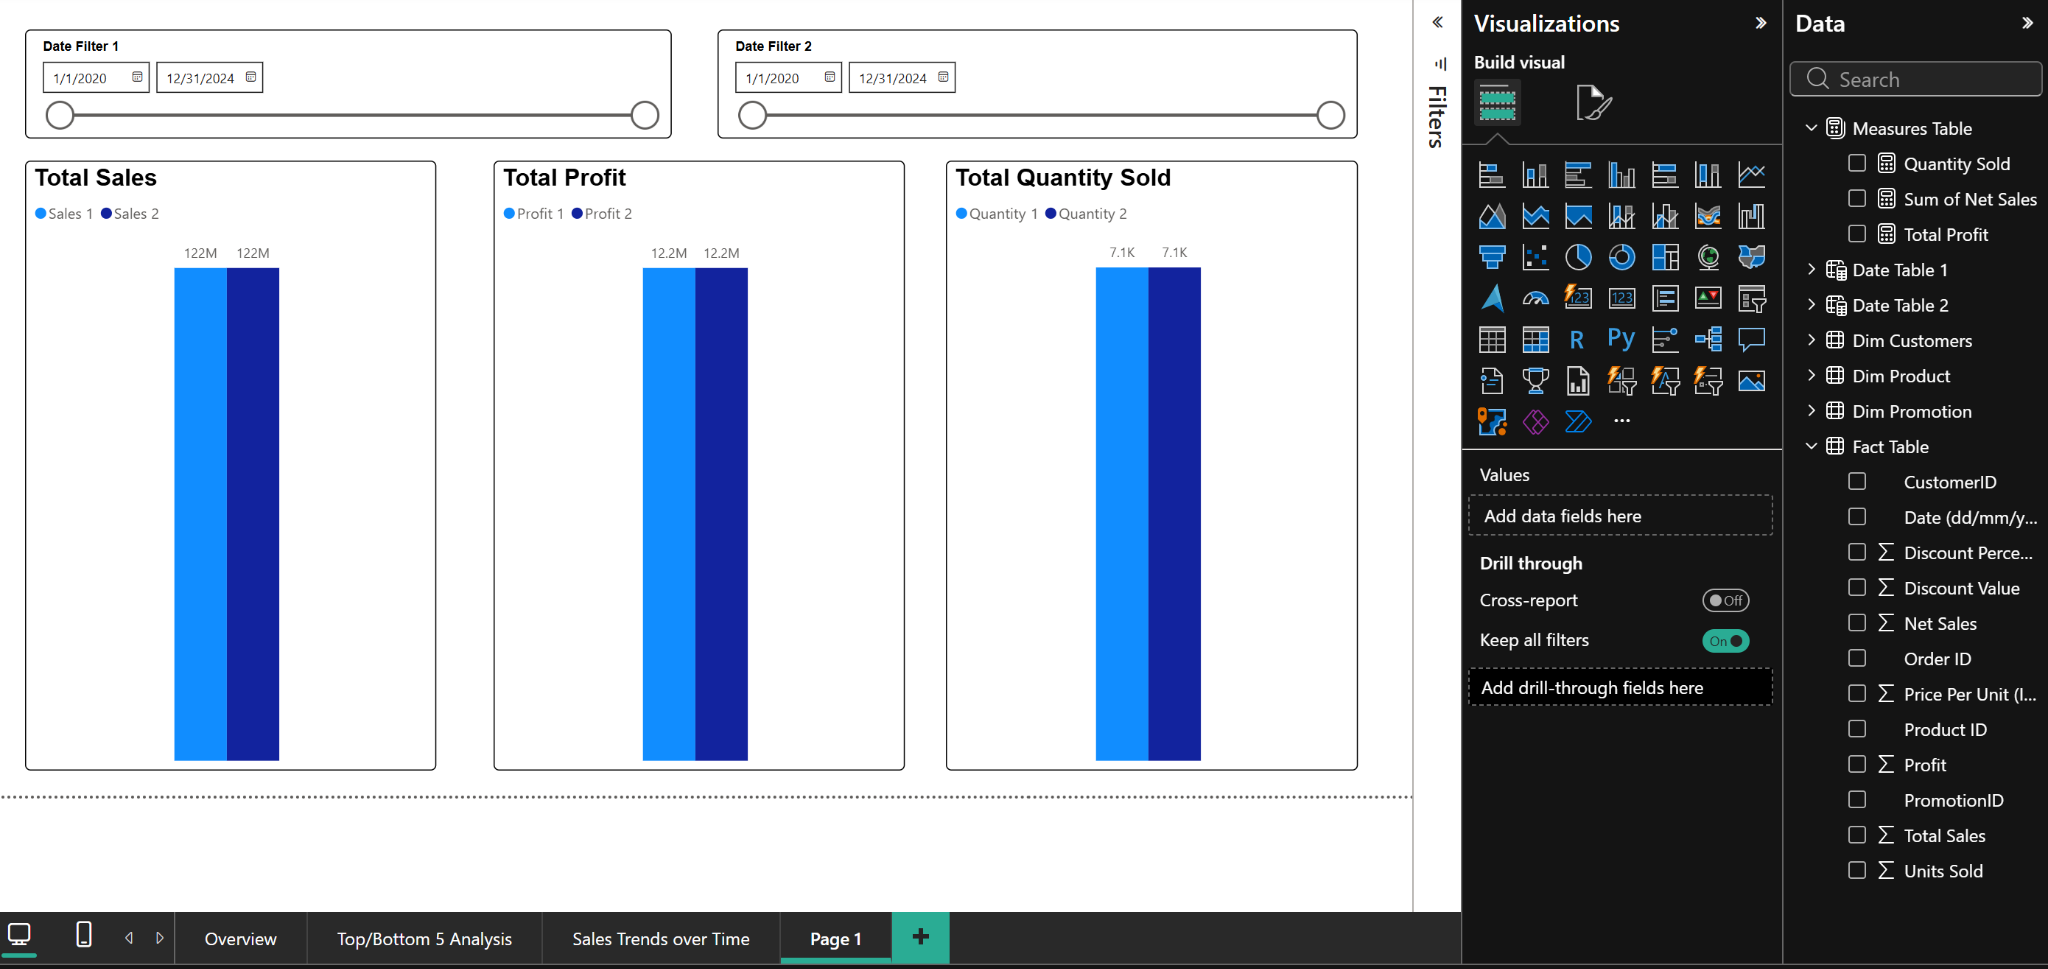 Date Filter 1
1/1/2020
12/31/2024
Date Filter 2
1/1/2020
12/31/2024
Total Sales
Sales 1 Sales 2
122M 122M
Total Profit
Profit 1 Profit 2
12.2M 12.2M
Total Quantity Sold
Quantity 1 Quantity 2
7.1K 7.1K
Filters
Visualizations
Build visual
123
123
R
Py
Values
Add data fields here
Drill through
Cross-report
Off
Keep all filters
On
Add drill-through fields here
Data
Search
Measures Table
Quantity Sold
Sum of Net Sales
Total Profit
Date Table 1
Date Table 2
Dim Customers
Dim Product
Dim Promotion
Fact Table
CustomerID
Date (dd/mm/y...
Discount Perce...
Discount Value
Net Sales
Order ID
Price Per Unit (I...
Product ID
Profit
PromotionID
Total Sales
Units Sold
Overview
Top/Bottom 5 Analysis
Sales Trends over Time
Page 1